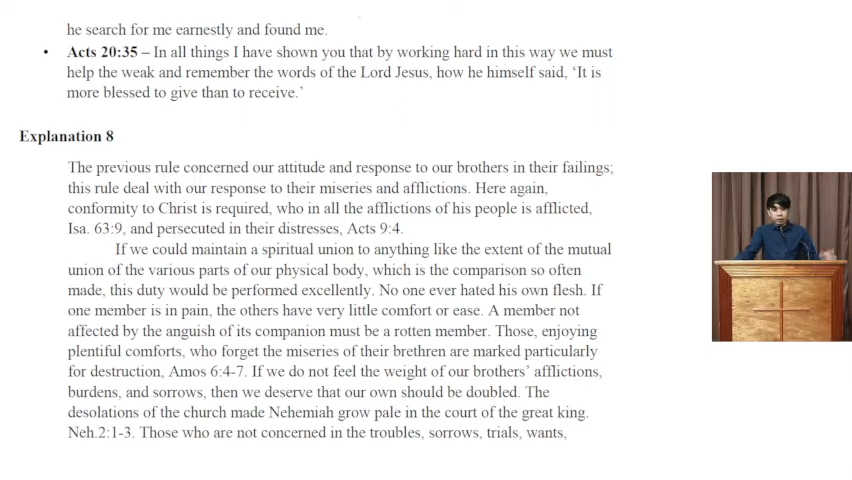 he search for me earnestly and found me.
• Acts 20:35 – In all things I have shown you that by working hard in this way we must
help the weak and remember the words of the Lord Jesus, how he himself said, ‘It is
more blessed to give than to receive.’
Explanation 8
The previous rule concerned our attitude and response to our brothers in their failings;
this rule deal with our response to their miseries and afflictions. Here again,
conformity to Christ is required, who in all the afflictions of his people is afflicted,
Isa. 63:9, and persecuted in their distresses, Acts 9:4.
If we could maintain a spiritual union to anything like the extent of the mutual
union of the various parts of our physical body, which is the comparison so often
made, this duty would be performed excellently. No one ever hated his own flesh. If
one member is in pain, the others have very little comfort or ease. A member not
affected by the anguish of its companion must be a rotten member. Those, enjoying
plentiful comforts, who forget the miseries of their brethren are marked particularly
for destruction, Amos 6:4-7. If we do not feel the weight of our brothers’ afflictions,
burdens, and sorrows, then we deserve that our own should be doubled. The
desolations of the church made Nehemiah grow pale in the court of the great king.
Neh.2:1-3. Those who are not concerned in the troubles, sorrows, trials, wants,